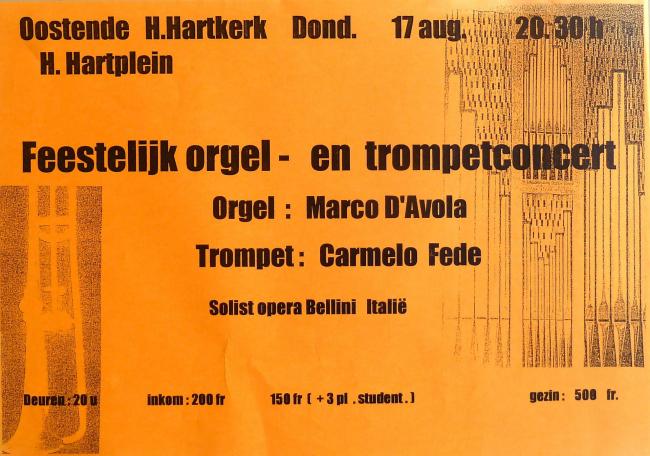 Oostende H.Hartkerk Dond. 17 aug. 20.30 h
H. Hartplein
Feestelijk orgel - en trompetconcert
Orgel : Marco D'Avola
Trompet : Carmelo Fede
Solist opera Bellini Italië
Deuren : 20 u inkom : 200 fr 150 fr ( + 3 pl . student . ) gezin : 500 fr.